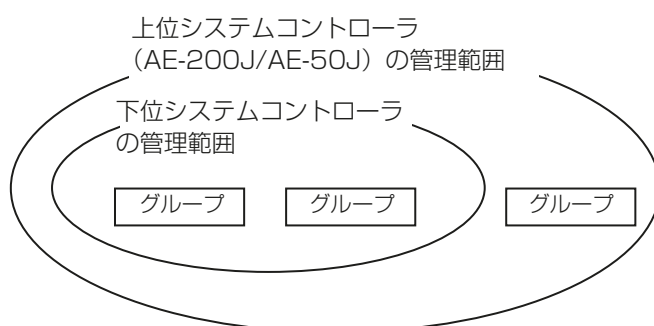 上位システムコントローラ
（AE-200J/AE-50J）の管理範囲
下位システムコントローラ
の管理範囲
グループ
グループ
グループ